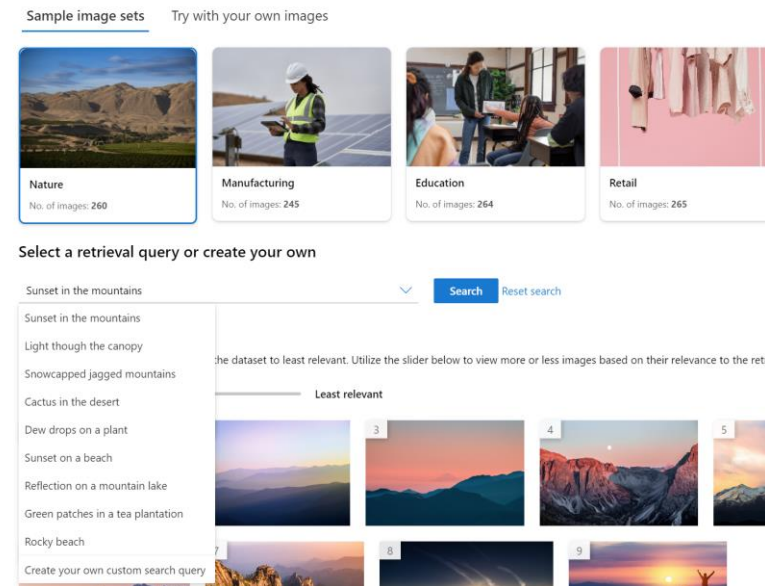 Sample image sets Try with your own images
Nature Manufacturing Education Retail
No. of images: 260 No. of images: 245 No. of images: 264 No. of images: 265
Select a retrieval query or create your own
Sunset in the mountains Search Reset search
Sunset in the mountains
Light though the canopy
the dataset to least relevant. Utilize the slider below to view more or less images based on their relevance to the
Snowcapped jagged mountains
Least relevant
Cactus in the desert
Dew drops on a plant 3 4 5
Sunset on a beach
Reflection on a mountain lake
Green patches in a tea plantation
Rocky beach
7 8 9
Create your own custom search query